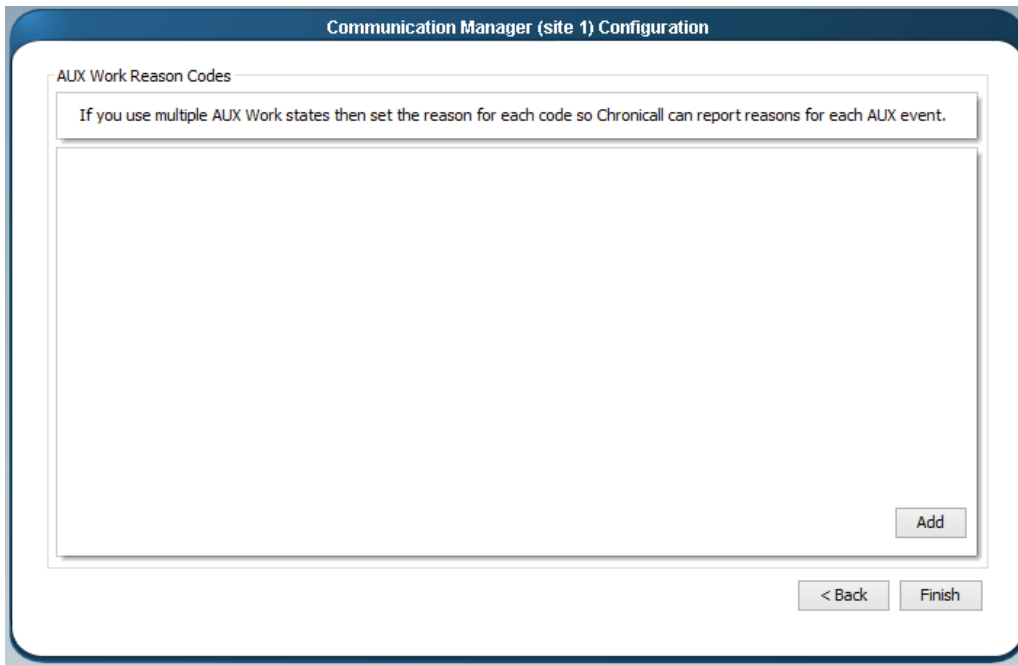 Communication Manager (site 1) Configuration
AUX Work Reason Codes
If you use multiple AUX Work states then set the reason for each code so Chronicall can report reasons for each AUX event.
Add
< Back
Finish